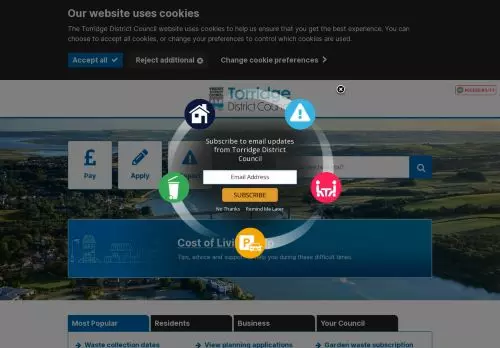 Our website uses cookies
The Torridge District Council website uses cookies to help us ensure that you get the best experience. You can
choose to accept all cookies, or change your preferences to control which cookies are used.
Accept all
Reject additional
Change cookie preferences
Torridge
District Council
ACCESSIBILITY
Subscribe to email updates
from Torridge District
Council
Email Address
SUBSCRIBE
No Thanks
Remind Me Later
£
Pay
Apply
P
Cost of Living
Tips, advice and support
you during these difficult times
Most Popular
Residents
Business
Your Council
Waste collection dates
View planning applications
Garden waste subscription